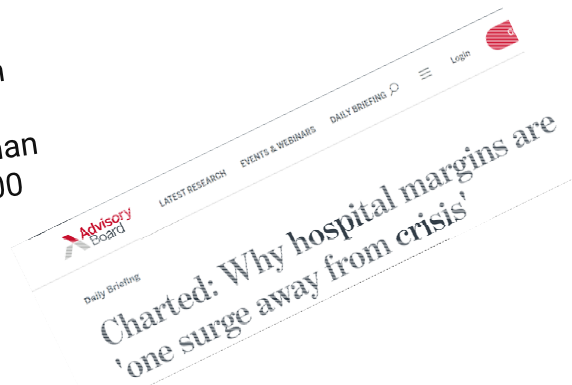 Advisory
Board
LATEST RESEARCH
EVENTS & WEBINARS
DAILY BRIEFING
Login
Daily Briefing
Charted: Why hospital margins are
'one surge away from crisis'